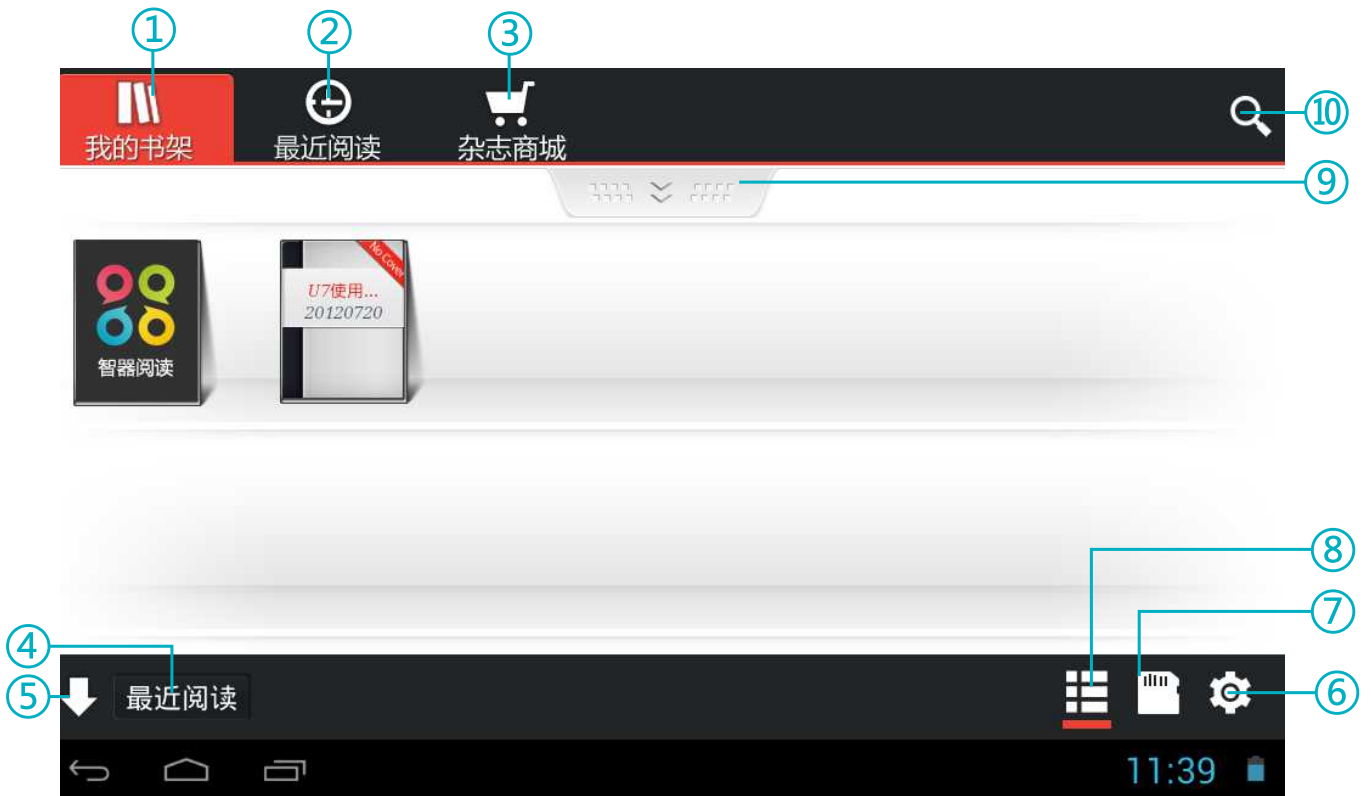 ① ② ③
我的书架 最近阅读 杂志商城 ⑩
⑨
No Cover
U7使用...
20120720
智器阅读
⑧
⑦
④
⑤ 最近阅读 ⑥
11:39